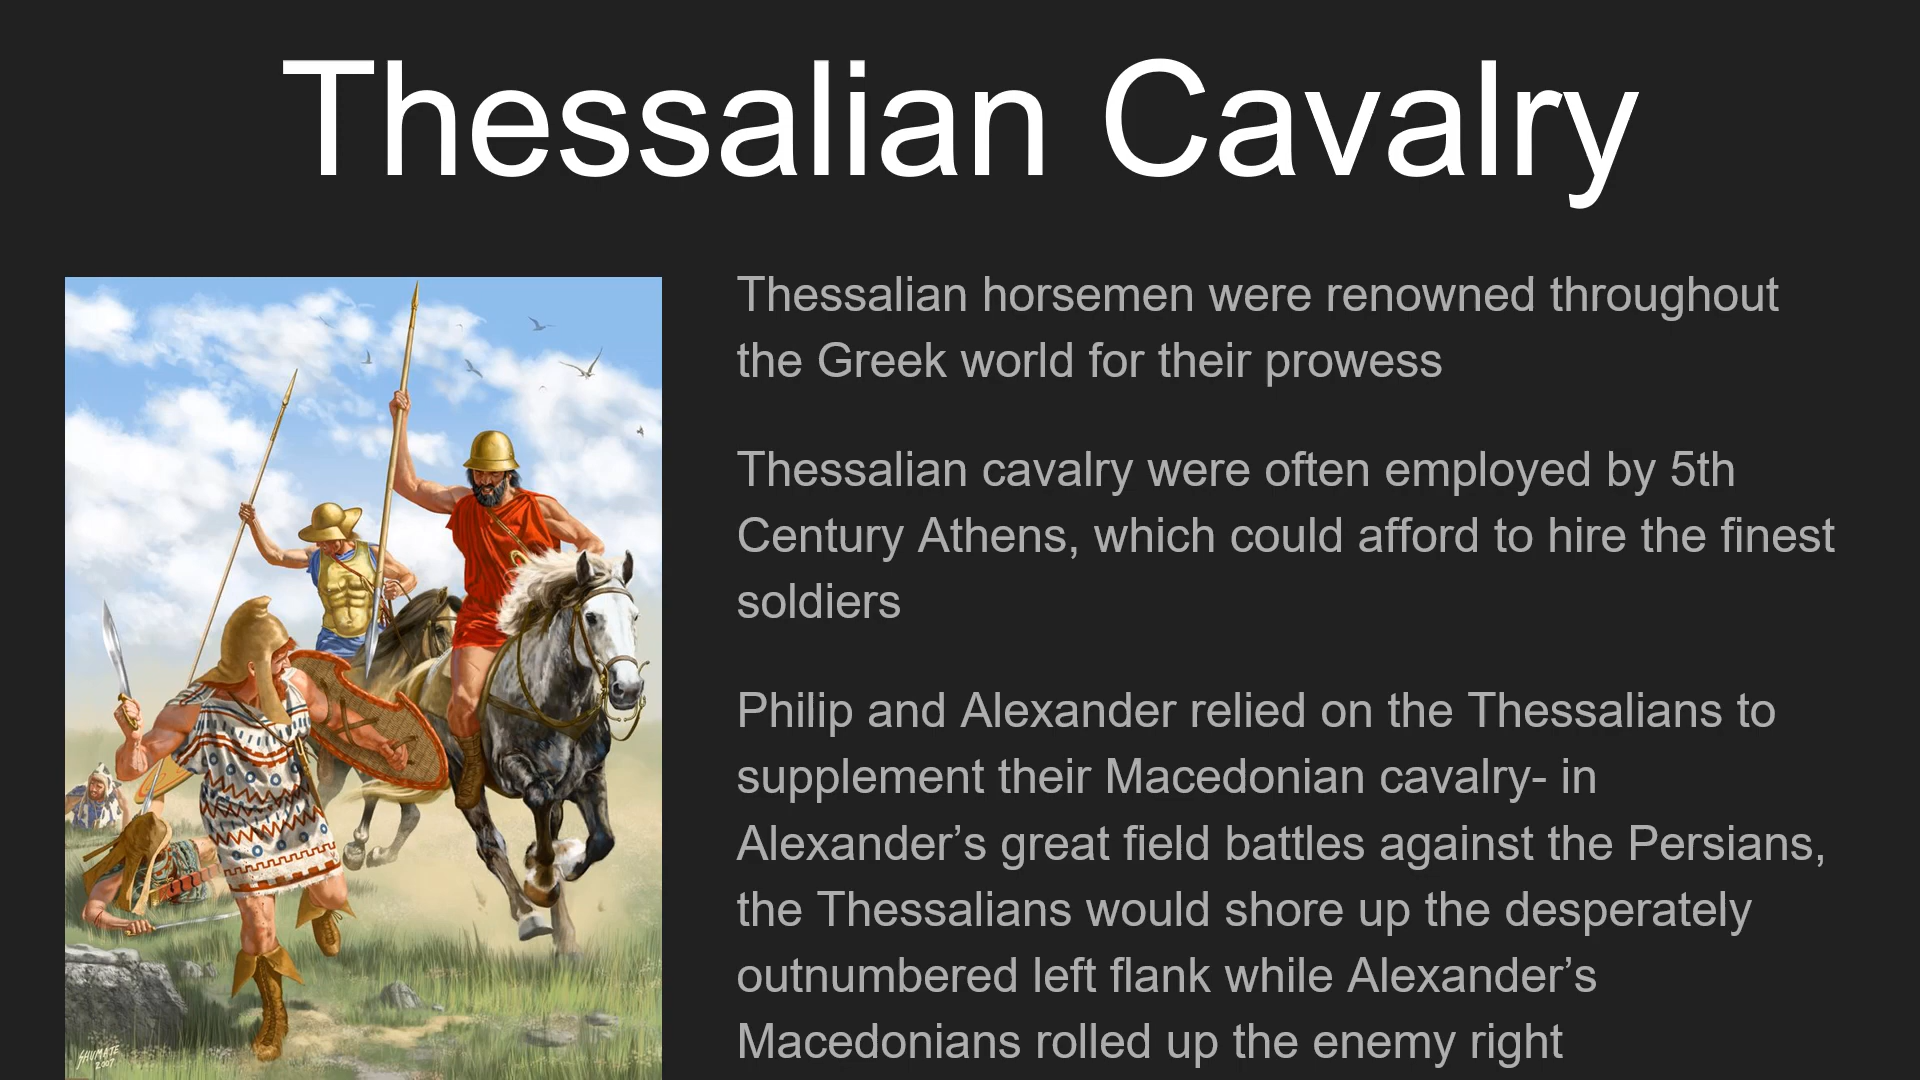 Thessalian Cavalry
Thessalian horsemen were renowned throughout
the Greek world for their prowess
Thessalian cavalry were often employed by 5th
Century Athens, which could afford to hire the finest
soldiers
Philip and Alexander relied on the Thessalians to
supplement their Macedonian cavalry- in
Alexander’s great field battles against the Persians,
the Thessalians would shore up the desperately
outnumbered left flank while Alexander’s
Macedonians rolled up the enemy right
SHUMATE
2007